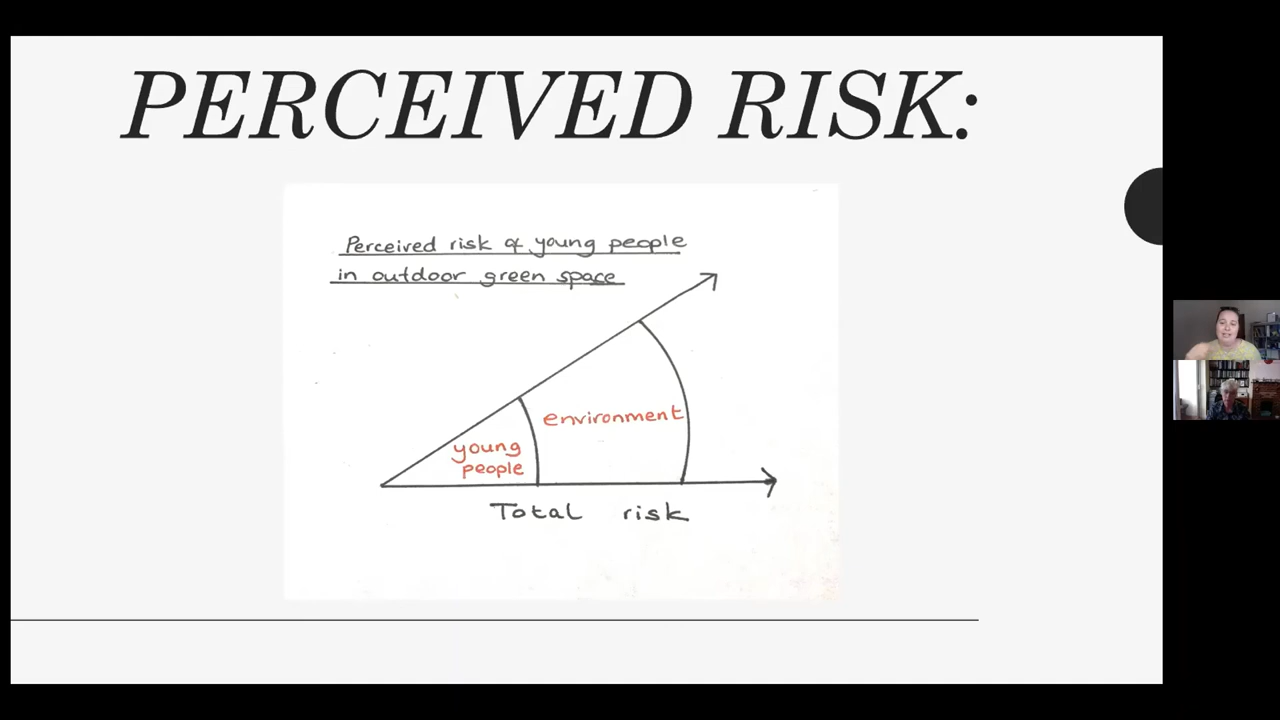 PERCEIVED RISK:
Perceived risk of young people
in outdoor green space
environment
young
people
Total risk